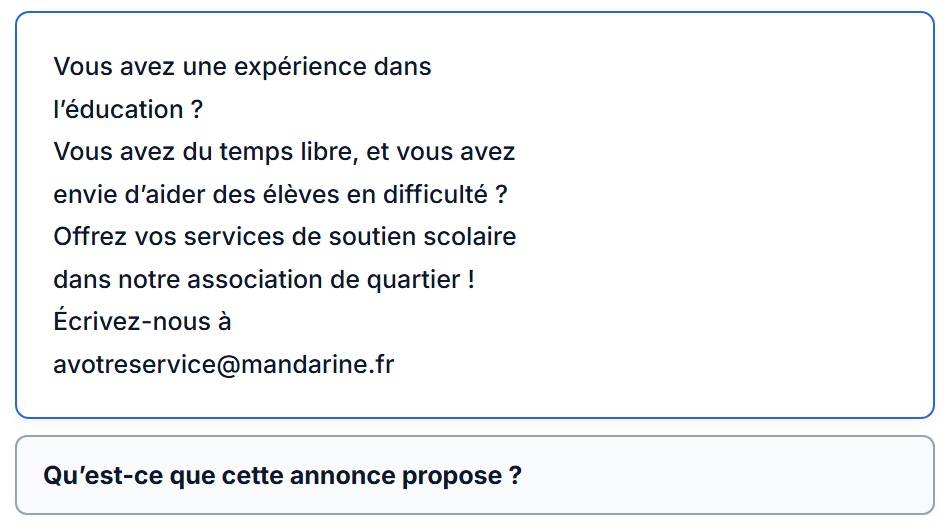 Vous avez une expérience dans
l’éducation ?
Vous avez du temps libre, et vous avez
envie d’aider des élèves en difficulté ?
Offrez vos services de soutien scolaire
dans notre association de quartier !
Écrivez-nous à
avotreservice@mandarine.fr
Qu’est-ce que cette annonce propose ?